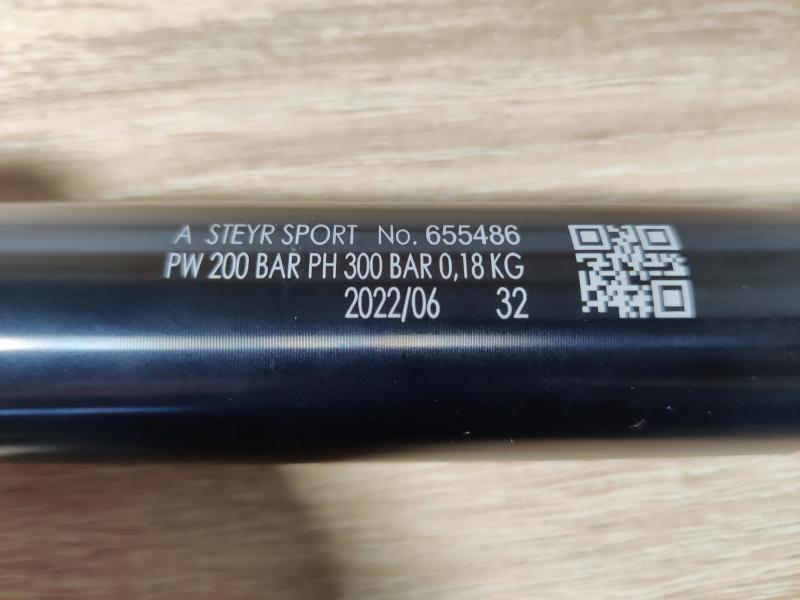 A STEYR SPORT No. 655486
PW 200 BAR PH 300 BAR 0,18 KG
2022/06 32